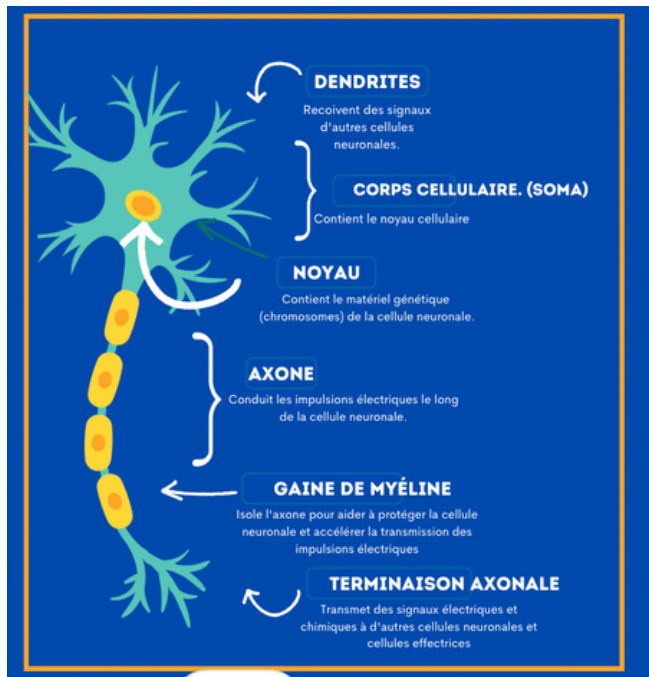 DENDRITES
Recoivent des signaux
d'autres cellules
neuronales.
CORPS CELLULAIRE. (SOMA)
Contient le noyau cellulaire
NOYAU
Contient le matériel génétique
(chromosomes) de la cellule neuronale.
AXONE
Conduit les impulsions électriques le long
de la cellule neuronale.
GAINE DE MYÉLINE
Isole l'axone pour aider à protéger la cellule
neuronale et accélérer la transmission des
impulsions électriques
TERMINAISON AXONALE
Transmet des signaux électriques et
chimiques à d'autres cellules neuronales et
cellules effectrices